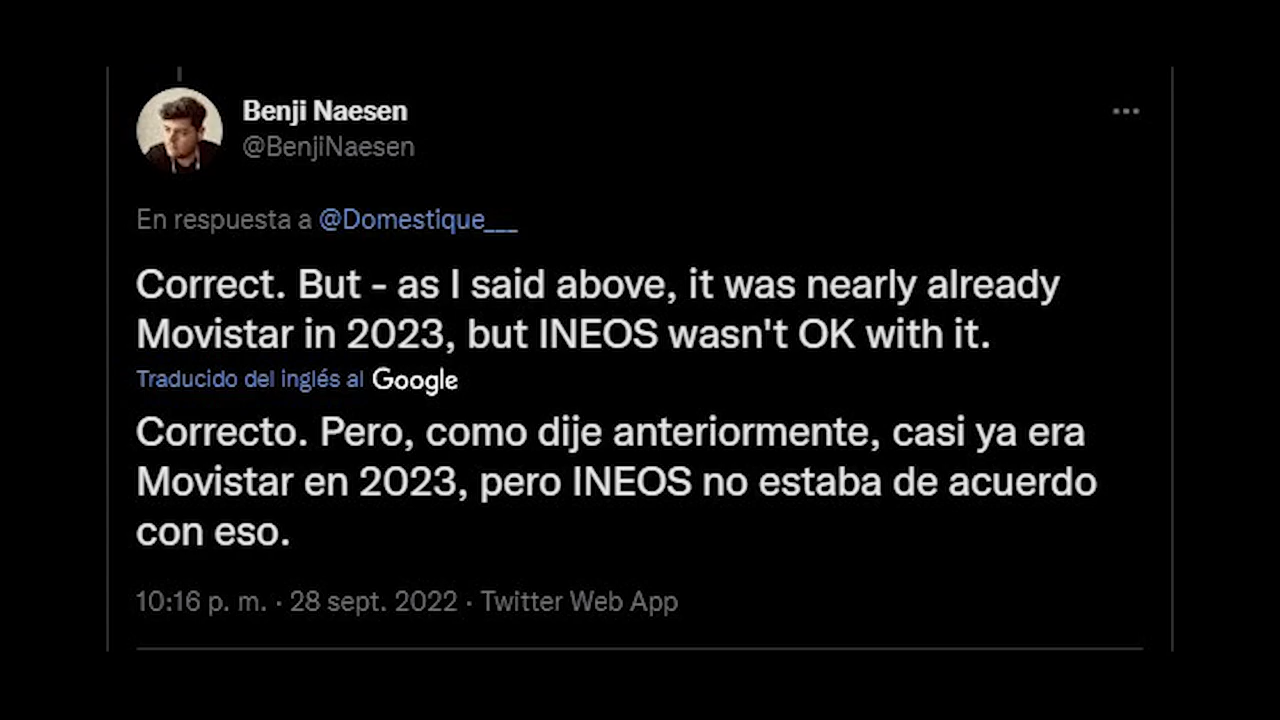 Benji Naesen
@BenjiNaesen
En respuesta a @Domestique___
Correct. But - as I said above, it was nearly already
Movistar in 2023, but INEOS wasn't OK with it.
Traducido del inglés al Google
Correcto. Pero, como dije anteriormente, casi ya era
Movistar en 2023, pero INEOS no estaba de acuerdo
con eso.
10:16 p. m. · 28 sept. 2022 · Twitter Web App